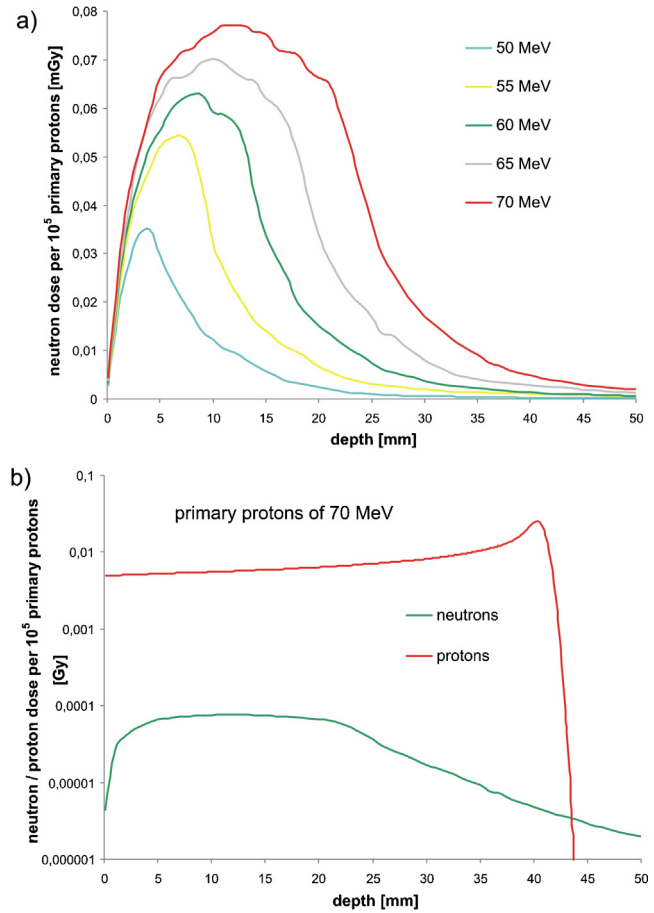 a)
neutron dose per 10⁵ primary protons [mGy]
0,08
0,07
0,06
0,05
0,04
0,03
0,02
0,01
0
0 5 10 15 20 25 30 35 40 45 50
depth [mm]
50 MeV
55 MeV
60 MeV
65 MeV
70 MeV
b)
primary protons of 70 MeV
neutron / proton dose per 10⁵ primary protons
[Gy]
0,1
0,01
0,001
0,0001
0,00001
0,000001
neutrons
protons
0 5 10 15 20 25 30 35 40 45 50
depth [mm]